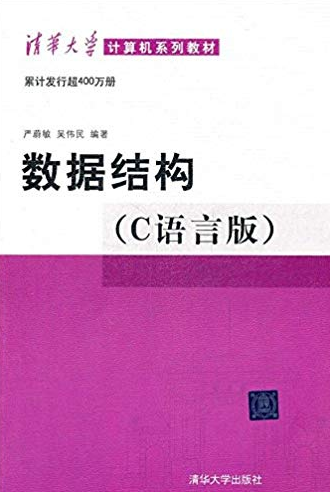 清华大学 计算机系列教材
累计发行超400万册
严蔚敏 吴伟民 编著
数据结构
(C语言版)
清华大学出版社